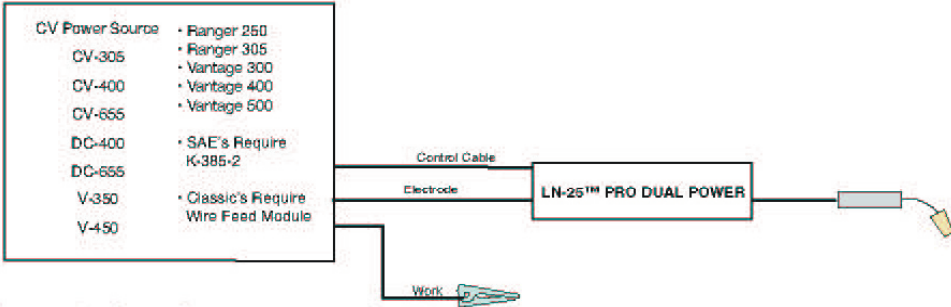 CV Power Source
CV-305
CV-400
CV-655
DC-400
DC-655
V-350
V-450
• Ranger 250
• Ranger 305
• Vantage 300
• Vantage 400
• Vantage 500
• SAE's Require
K-385-2
• Classic's Require
Wire Feed Module
Control Cable
Electrode
LN-25™ PRO DUAL POWER
Work